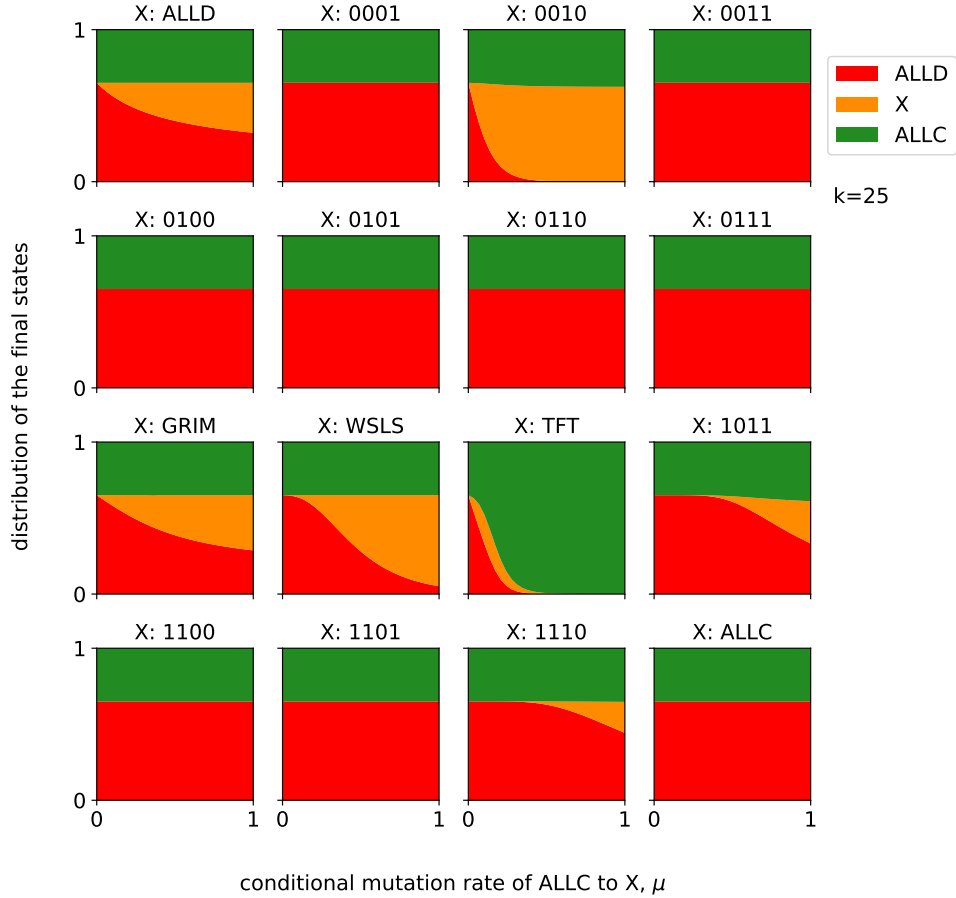 X: ALLD X: 0001 X: 0010 X: 0011
1
0
ALLD
X
ALLC
k=25
X: 0100 X: 0101 X: 0110 X: 0111
1
0
distribution of the final states
X: GRIM X: WSLS X: TFT X: 1011
1
0
X: 1100 X: 1101 X: 1110 X: ALLC
1
0
0 1 0 1 0 1 0 1
conditional mutation rate of ALLC to X, μ